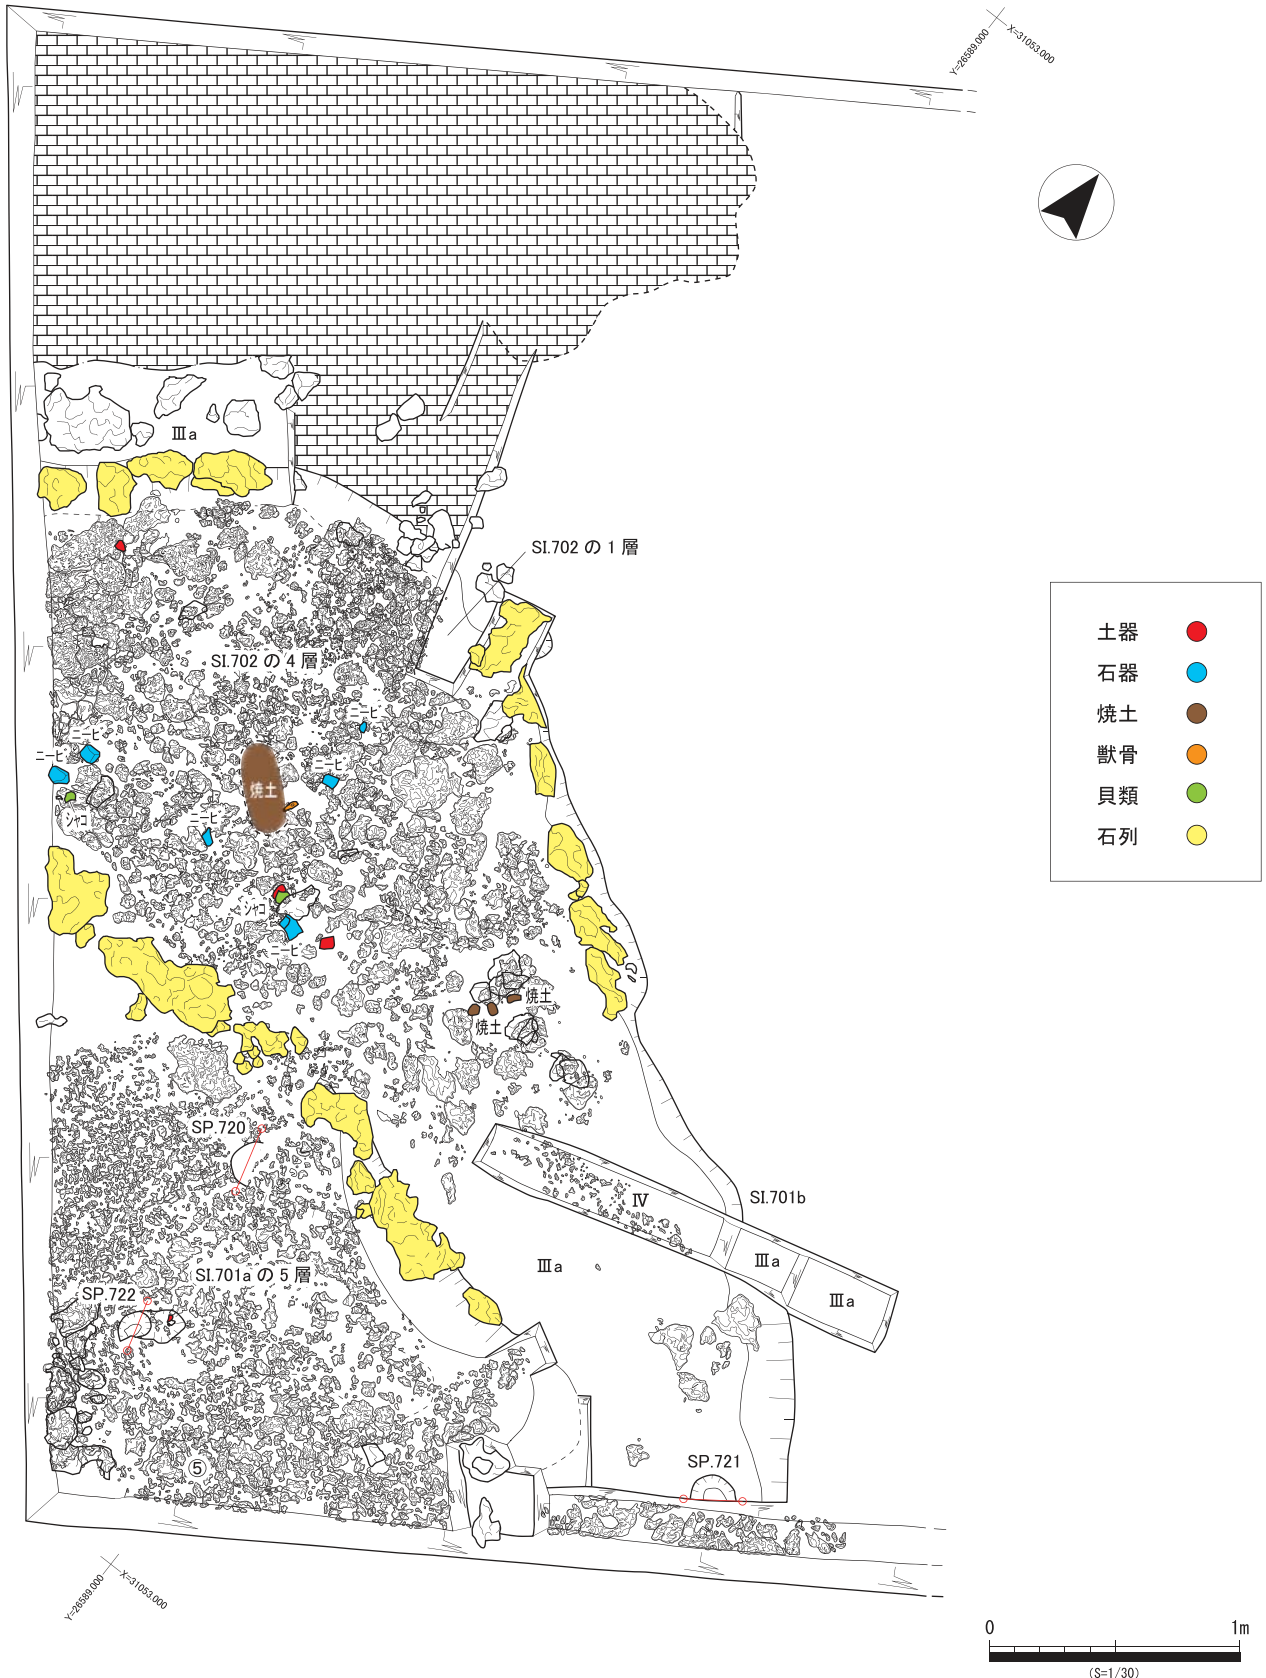 Y=26589.000
X=31053.000
Ⅲa
SI.702 の 1 層
土器
石器
焼土
獣骨
貝類
石列
SI.702 の 4 層
ニービ
ニービ
ニービ
ニービ
焼土
シャコ
ニービ
シャコ
ニービ
焼土
焼土
SP.720
Ⅳ
SI.701b
Ⅲa
Ⅲa
Ⅲa
SI.701a の 5 層
SP.722
SP.721
⑤
Y=26589.000
X=31053.000
0 1m
(S=1/30)